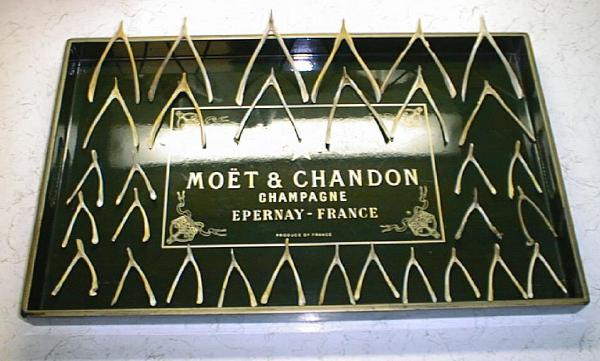 MOËT & CHANDON
CHAMPAGNE
EPERNAY - FRANCE
PRODUCE OF FRANCE